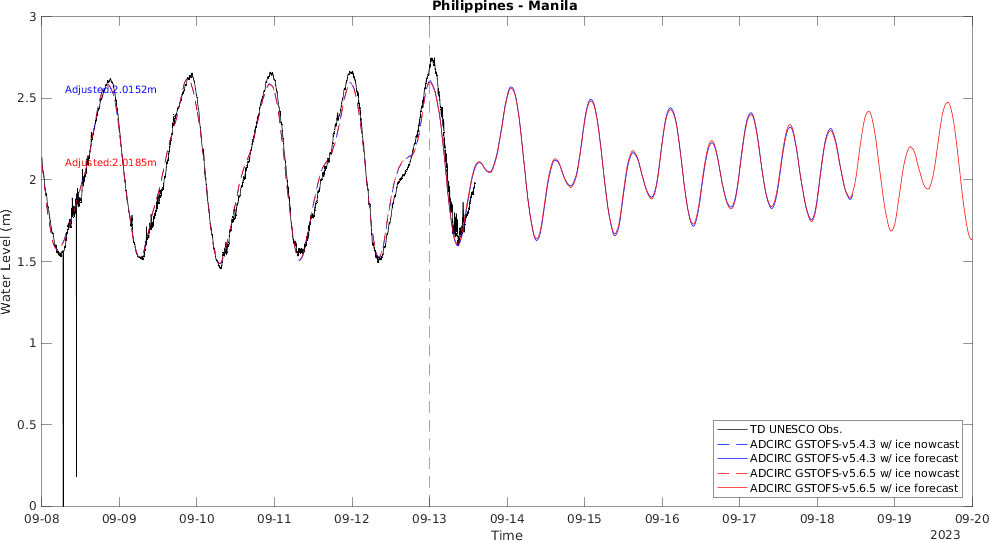 Philippines - Manila
3
2.5
2
1.5
1
0.5
0
Water Level (m)
Adjusted:2.0152m
Adjusted:2.0185m
TD UNESCO Obs.
ADCIRC GSTOFS-v5.4.3 w/ ice nowcast
ADCIRC GSTOFS-v5.4.3 w/ ice forecast
ADCIRC GSTOFS-v5.6.5 w/ ice nowcast
ADCIRC GSTOFS-v5.6.5 w/ ice forecast
09-08 09-09 09-10 09-11 09-12 09-13 09-14 09-15 09-16 09-17 09-18 09-19 09-20
Time
2023